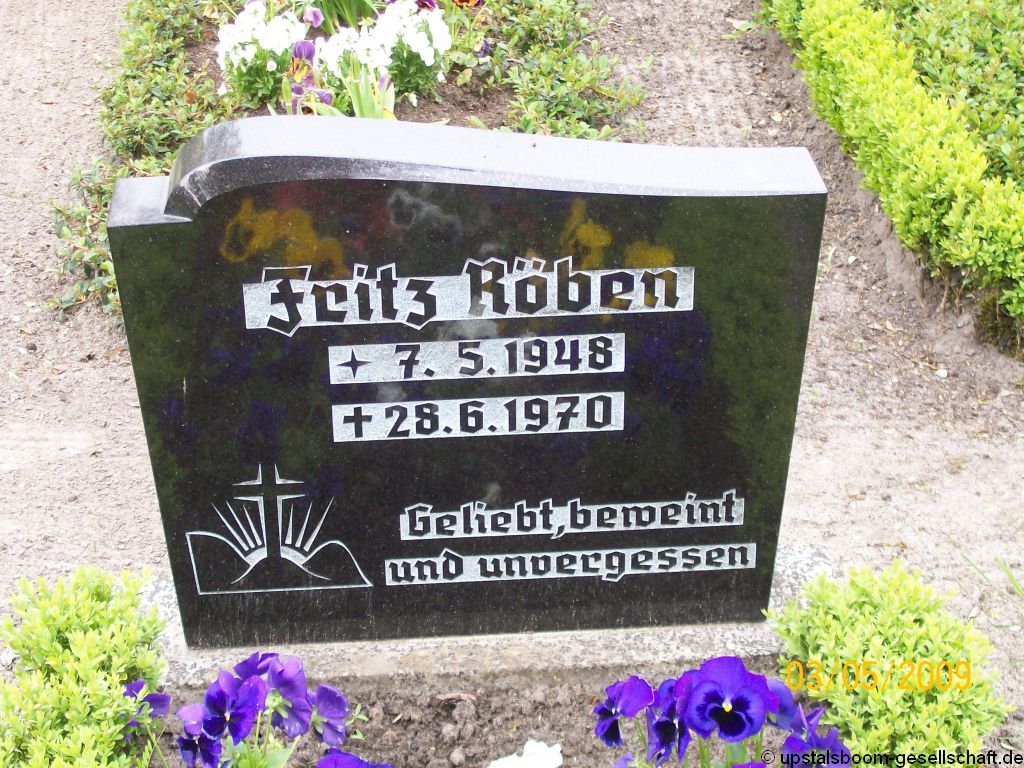 Fritz Röben
✦ 7. 5. 1948
✝ 28. 6. 1970
Geliebt, beweint
und unvergessen
03/05/2009
© upstalsboom-gesellschaft.de